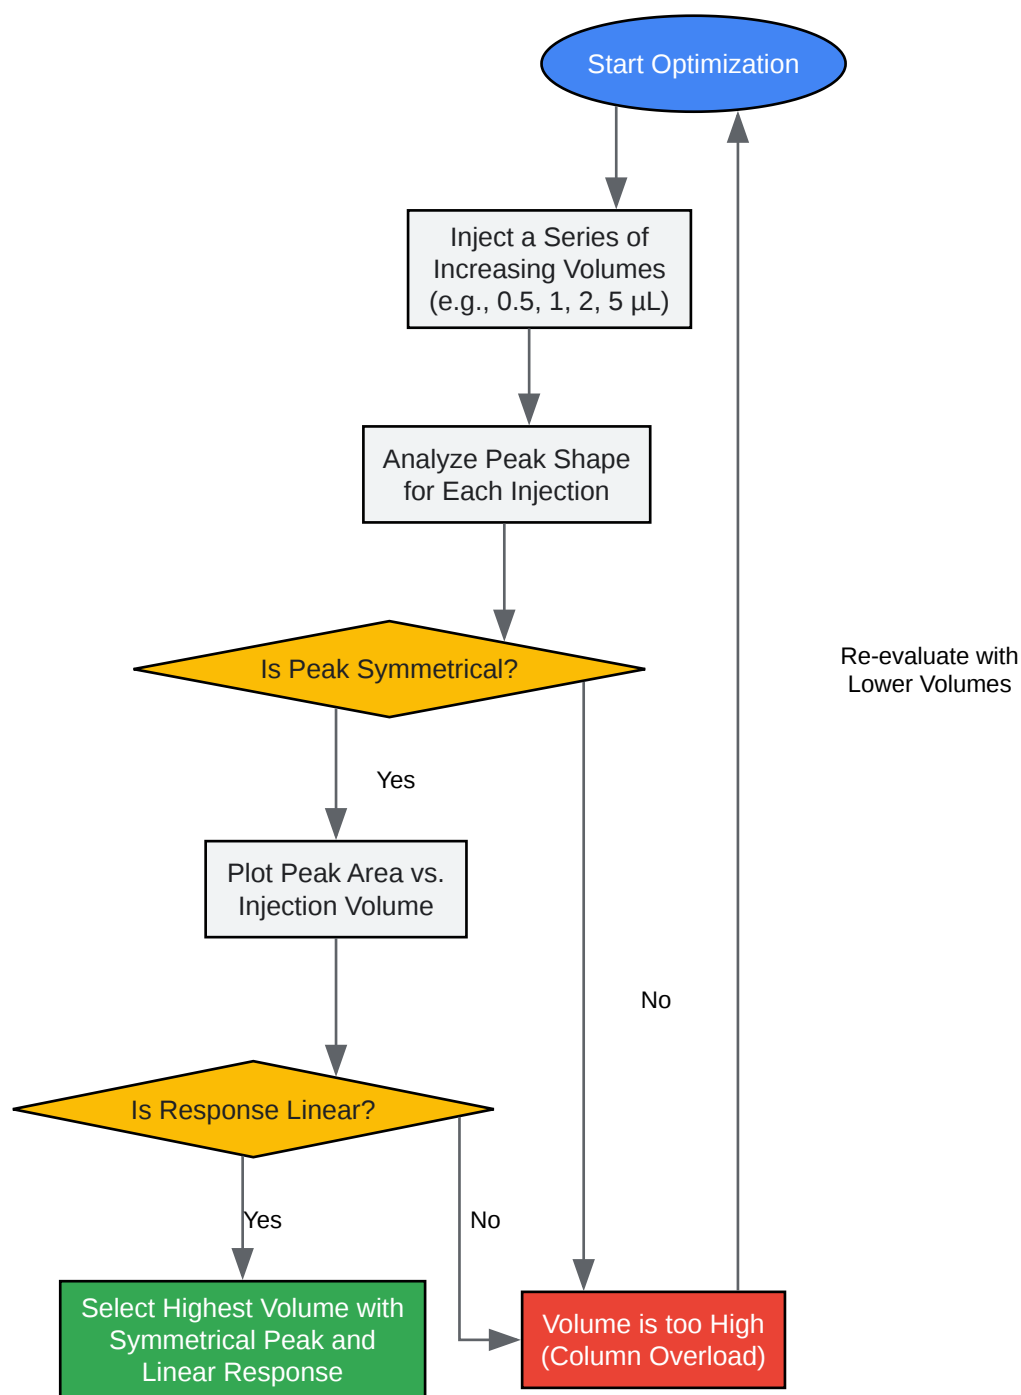 Start Optimization
Inject a Series of
Increasing Volumes
(e.g., 0.5, 1, 2, 5 µL)
Analyze Peak Shape
for Each Injection
Is Peak Symmetrical?
Re-evaluate with
Lower Volumes
Yes
Plot Peak Area vs.
Injection Volume
No
Is Response Linear?
Yes
No
Select Highest Volume with
Symmetrical Peak and
Linear Response
Volume is too High
(Column Overload)